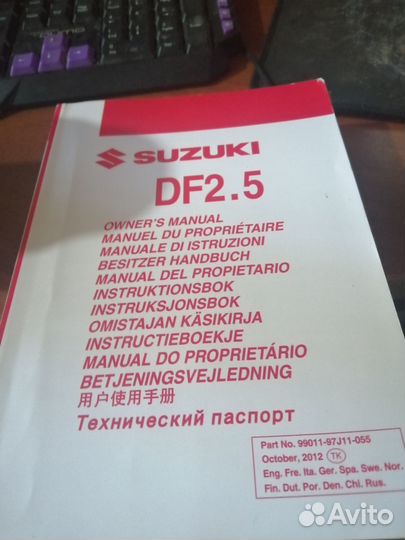 SUZUKI
DF2.5
OWNER'S MANUAL
MANUEL DU PROPRIÉTAIRE
MANUALE DI ISTRUZIONI
BESITZER HANDBUCH
MANUAL DEL PROPIETARIO
INSTRUKTIONSBOK
INSTRUKSJONSBOK
OMISTAJAN KÄSIKIRJA
INSTRUCTIEBOEKJE
MANUAL DO PROPRIETÁRIO
BETJENINGSVEJLEDNING
用户使用手册
Технический паспорт
Part No. 99011-97J11-055
October, 2012 TK
Eng. Fre. Ita. Ger. Spa. Swe. Nor.
Fin. Dut. Por. Den. Chi. Rus.
Avito